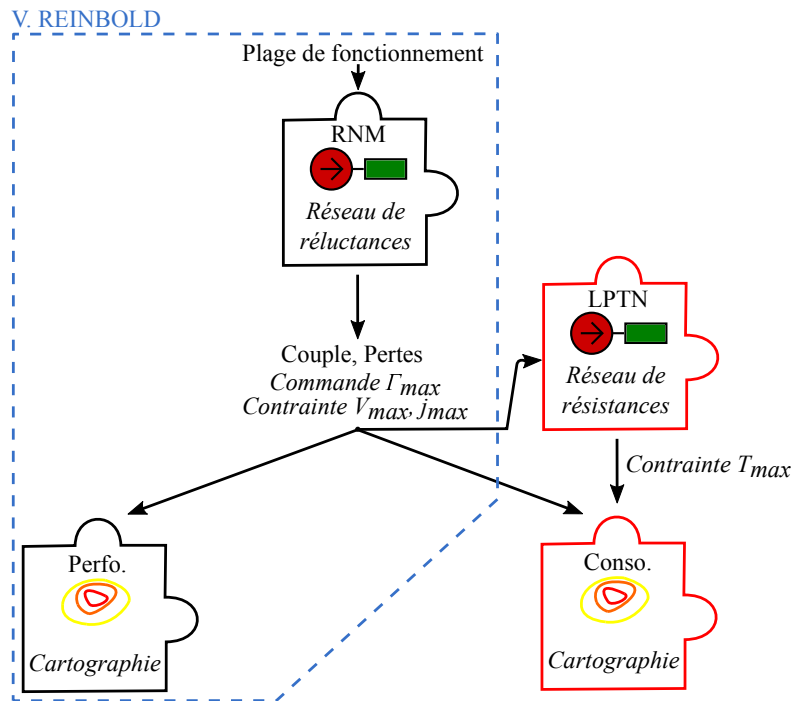 V. REINBOLD
Plage de fonctionnement
RNM
Réseau de
réluctances
LPTN
Réseau de
résistances
Couple, Pertes
Commande Γmax
Contrainte Vmax, jmax
Contrainte Tmax
Perfo.
Cartographie
Conso.
Cartographie